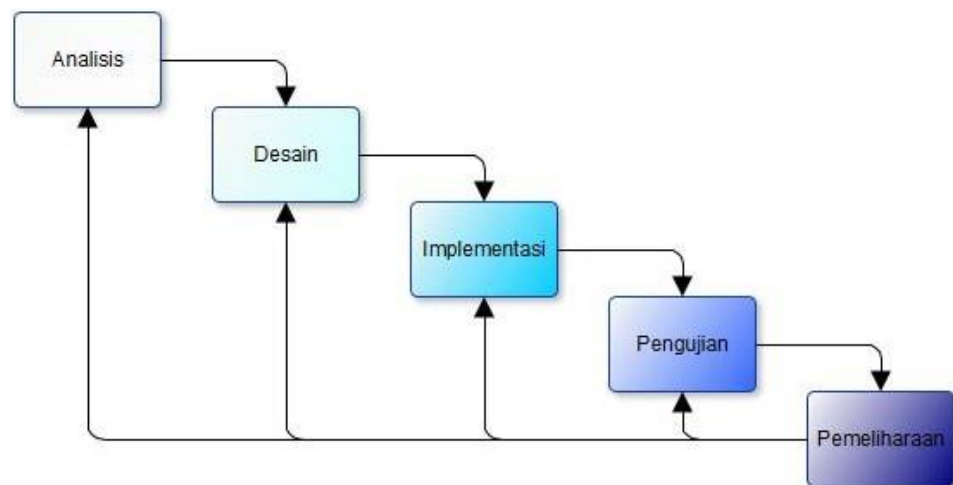 Analisis
Desain
Implementasi
Pengujian
Pemeliharaan